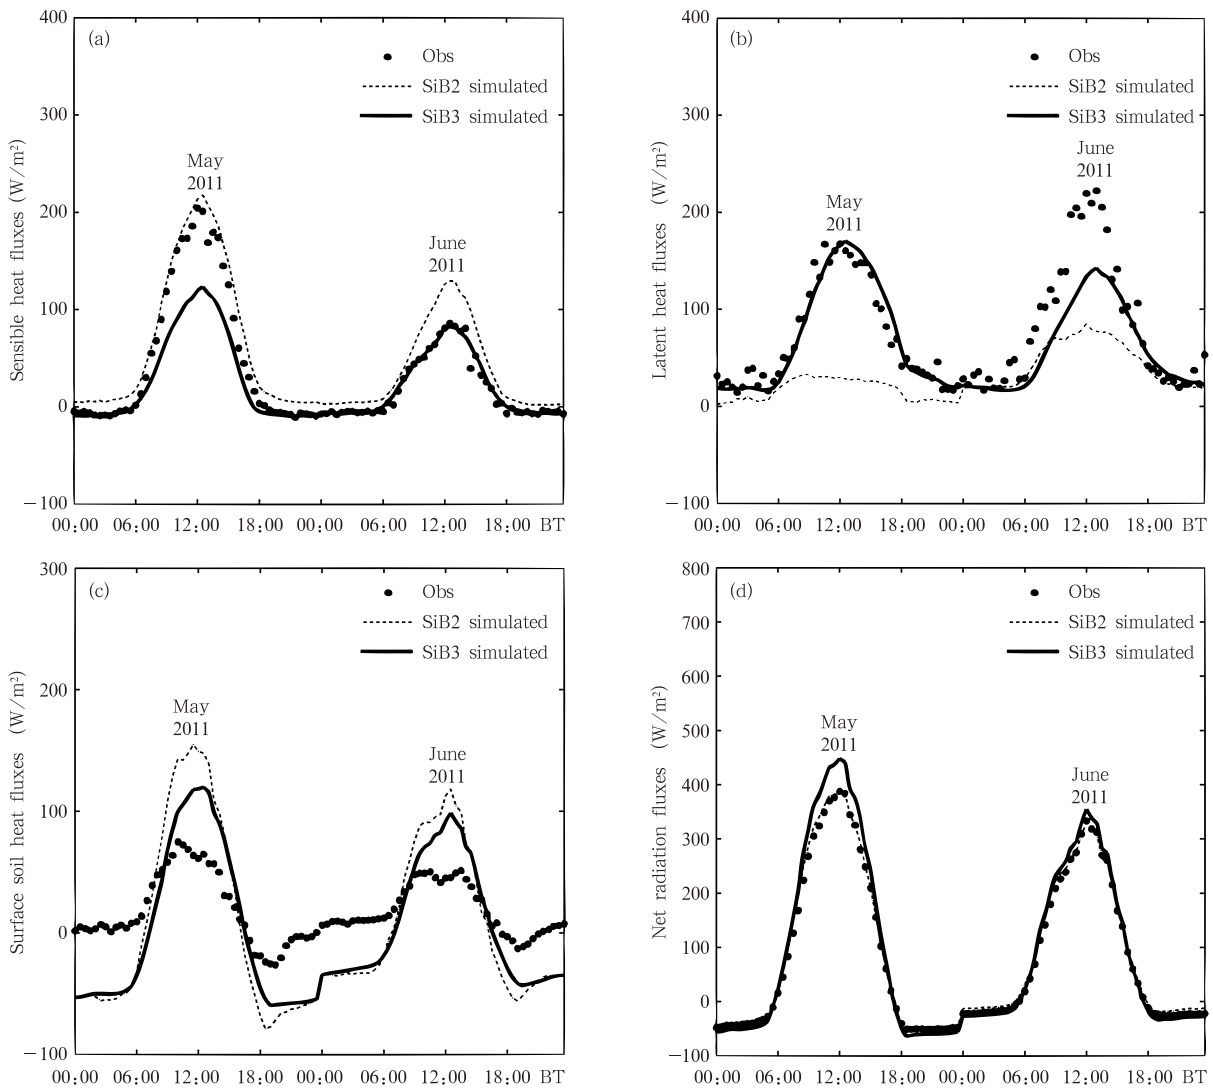 (a)
Obs
SiB2 simulated
SiB3 simulated
May
2011
June
2011
Sensible heat fluxes (W/m²)
400
300
200
100
0
−100
00:00 06:00 12:00 18:00 00:00 06:00 12:00 18:00 BT
(b)
Obs
SiB2 simulated
SiB3 simulated
May
2011
June
2011
Latent heat fluxes (W/m²)
400
300
200
100
0
−100
00:00 06:00 12:00 18:00 00:00 06:00 12:00 18:00 BT
(c)
Obs
SiB2 simulated
SiB3 simulated
May
2011
June
2011
Surface soil heat fluxes (W/m²)
300
200
100
0
−100
00:00 06:00 12:00 18:00 00:00 06:00 12:00 18:00 BT
(d)
Obs
SiB2 simulated
SiB3 simulated
May
2011
June
2011
Net radiation fluxes (W/m²)
800
700
600
500
400
300
200
100
0
−100
00:00 06:00 12:00 18:00 00:00 06:00 12:00 18:00 BT